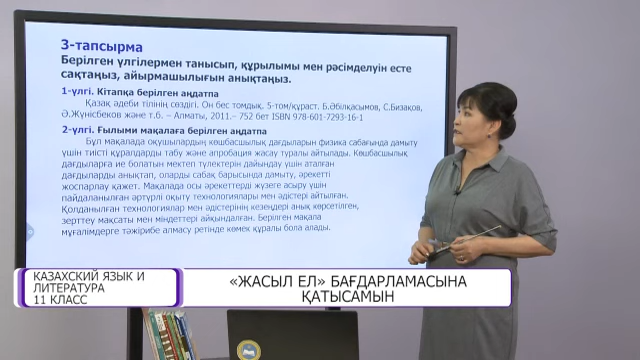 3-тапсырма
Берілген үлгілермен танысып, құрылымы мен рәсімделуін есте
сақтаңыз, айырмашылығын анықтаңыз.
1-үлгі. Кітапқа берілген аңдатпа
Қазақ әдеби тілінің сөздігі. Он бес томдық. 5-том/құраст. Б.Әбілқасымов, С.Бизақов,
Ә.Жүнісбеков және т.б. – Алматы, 2011.– 752 бет ISBN 978-601-7293-16-1
2-үлгі. Ғылыми мақалаға берілген аңдатпа
Бұл мақалада оқушылардың көшбасшылық дағдыларын физика сабағында дамыту
үшін тиісті құралдарды табу және апробация жасау туралы айтылады. Көшбасшылық
дағдыларға ие болатын мектеп түлектерін дайындау үшін аталған
дағдыларды анықтап, оларды сабақ барысында дамыту, әрекетті
жоспарлау қажет. Мақалада осы әрекеттерді жүзеге асыру үшін
пайдаланылған әртүрлі оқыту технологиялары мен әдістері айтылған.
Қолданылған технологиялар мен әдістерінің кезеңдері анық көрсетілген,
зерттеу мақсаты мен міндеттері айқындалған. Берілген мақала
мұғалімдерге тәжірибе алмасу ретінде көмек құралы бола алады.
КАЗАХСКИЙ ЯЗЫК И
ЛИТЕРАТУРА
11 КЛАСС
«ЖАСЫЛ ЕЛ» БАҒДАРЛАМАСЫНА
ҚАТЫСАМЫН